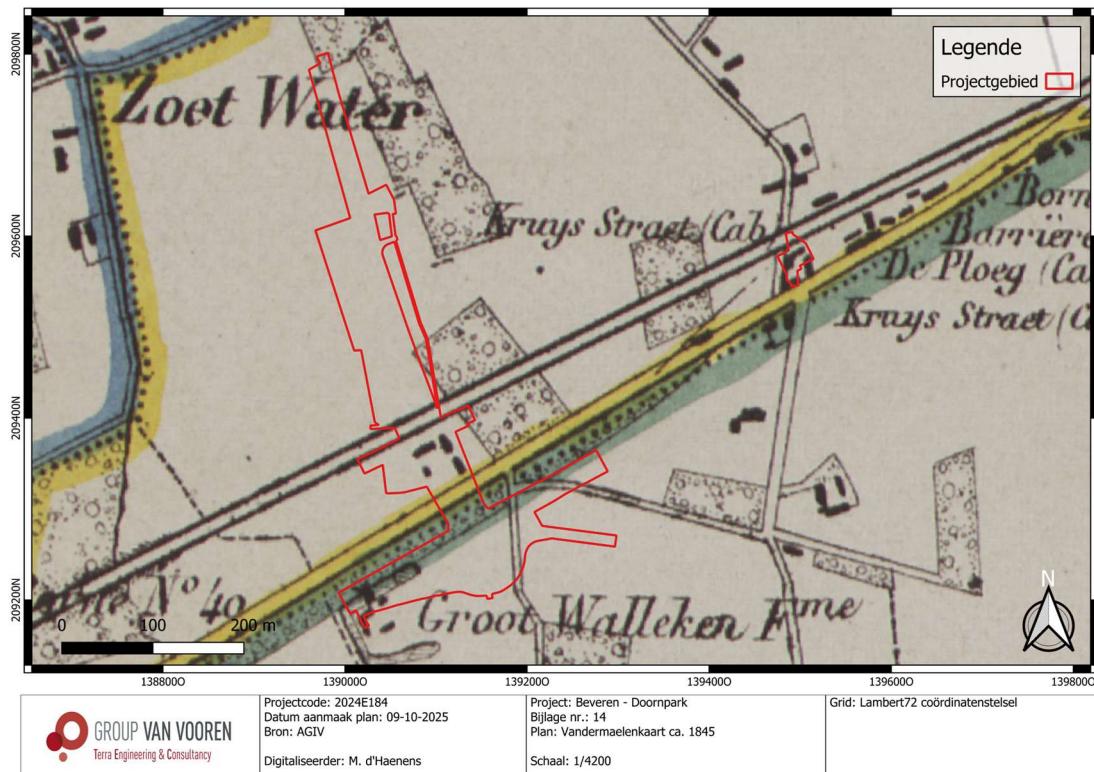 209800N
209600N
209400N
209200N
Legende
Projectgebied
Zoet Water
Kruys Straet (Cab.
Born
Barrière
De Ploeg (Ca
Kruys Straet (C
Nº 40
Groot Walleken Fme
N
0 100 200 m
138800O
139000O
139200O
139400O
139600O
139800O
GROUP VAN VOOREN
Terra Engineering & Consultancy
Projectcode: 2024E184
Datum aanmaak plan: 09-10-2025
Bron: AGIV
Digitaliseerder: M. d'Haenens
Project: Beveren - Doornpark
Bijlage nr.: 14
Plan: Vandermaelenkaart ca. 1845
Schaal: 1/4200
Grid: Lambert72 coördinatenstelsel